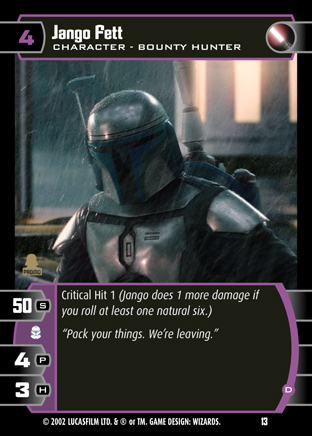 4 Jango Fett
CHARACTER - BOUNTY HUNTER
PROMO
50 S
Critical Hit 1 (Jango does 1 more damage if
you roll at least one natural six.)
"Pack your things. We're leaving."
4 P
3 H
D
© 2002 LUCASFILM LTD. & ® or TM. GAME DESIGN: WIZARDS. 13